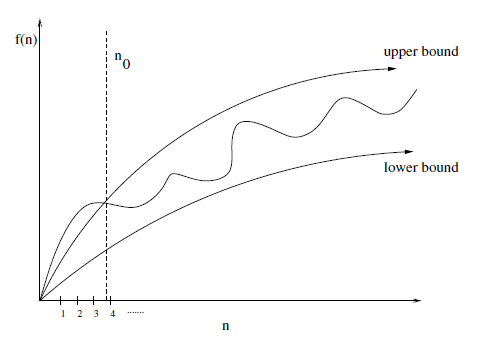 f(n)
n0
upper bound
lower bound
1 2 3 4 .......
n